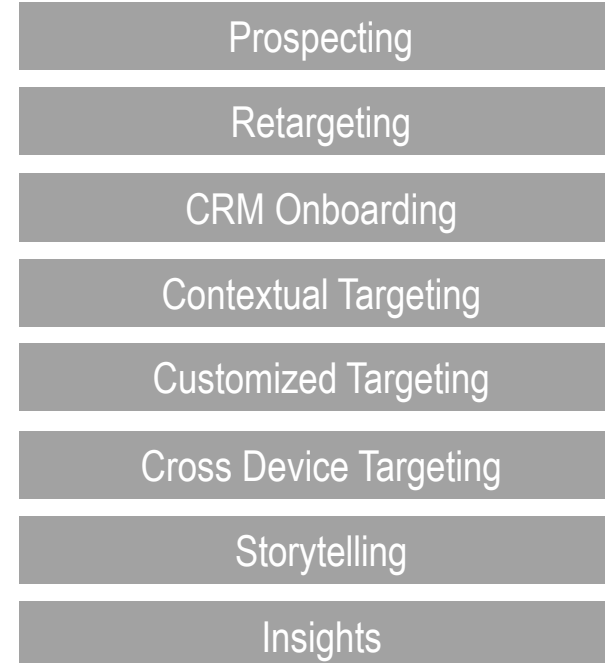 Prospecting
Retargeting
CRM Onboarding
Contextual Targeting
Customized Targeting
Cross Device Targeting
Storytelling
Insights